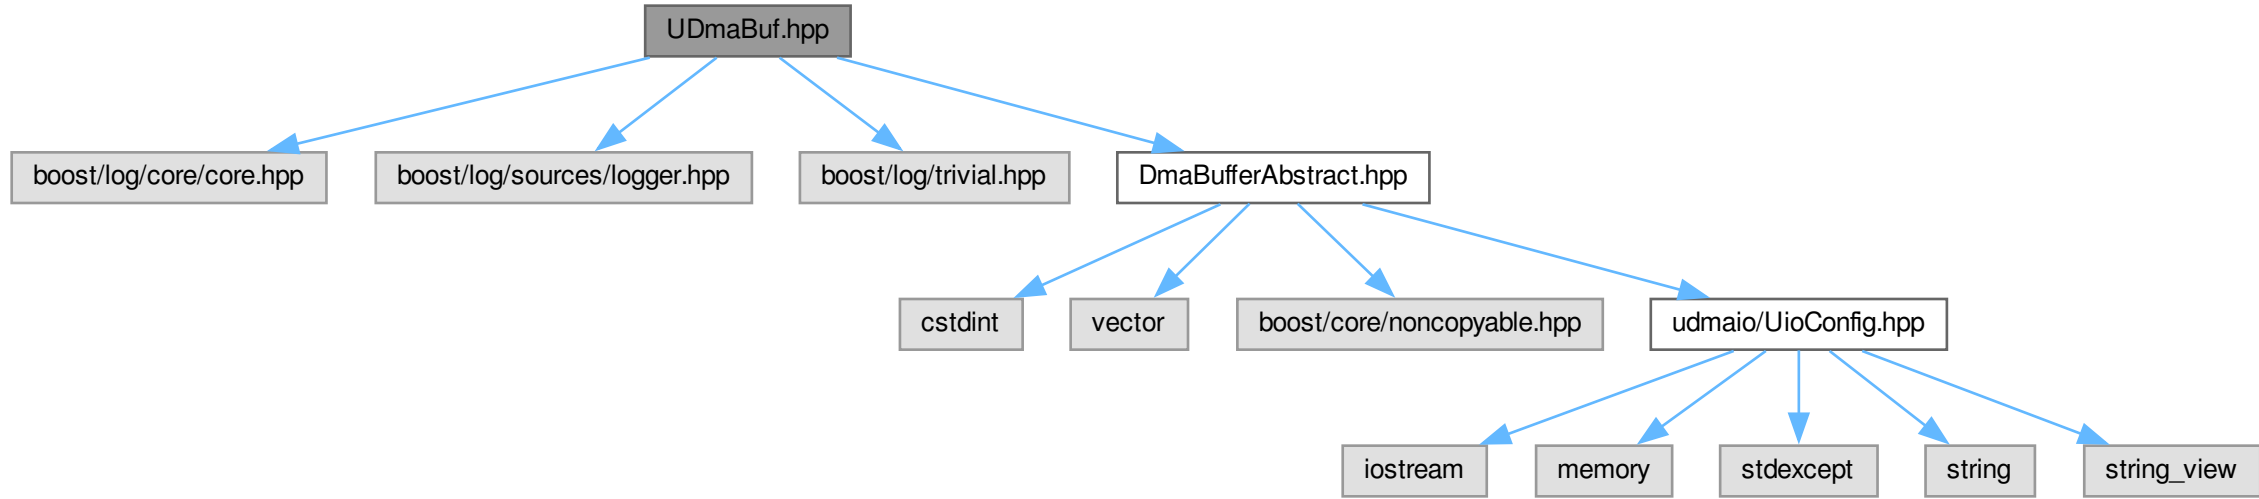 UDmaBuf.hpp
boost/log/core/core.hpp
boost/log/sources/logger.hpp
boost/log/trivial.hpp
DmaBufferAbstract.hpp
cstdint
vector
boost/core/noncopyable.hpp
udmaio/UioConfig.hpp
iostream
memory
stdexcept
string
string_view